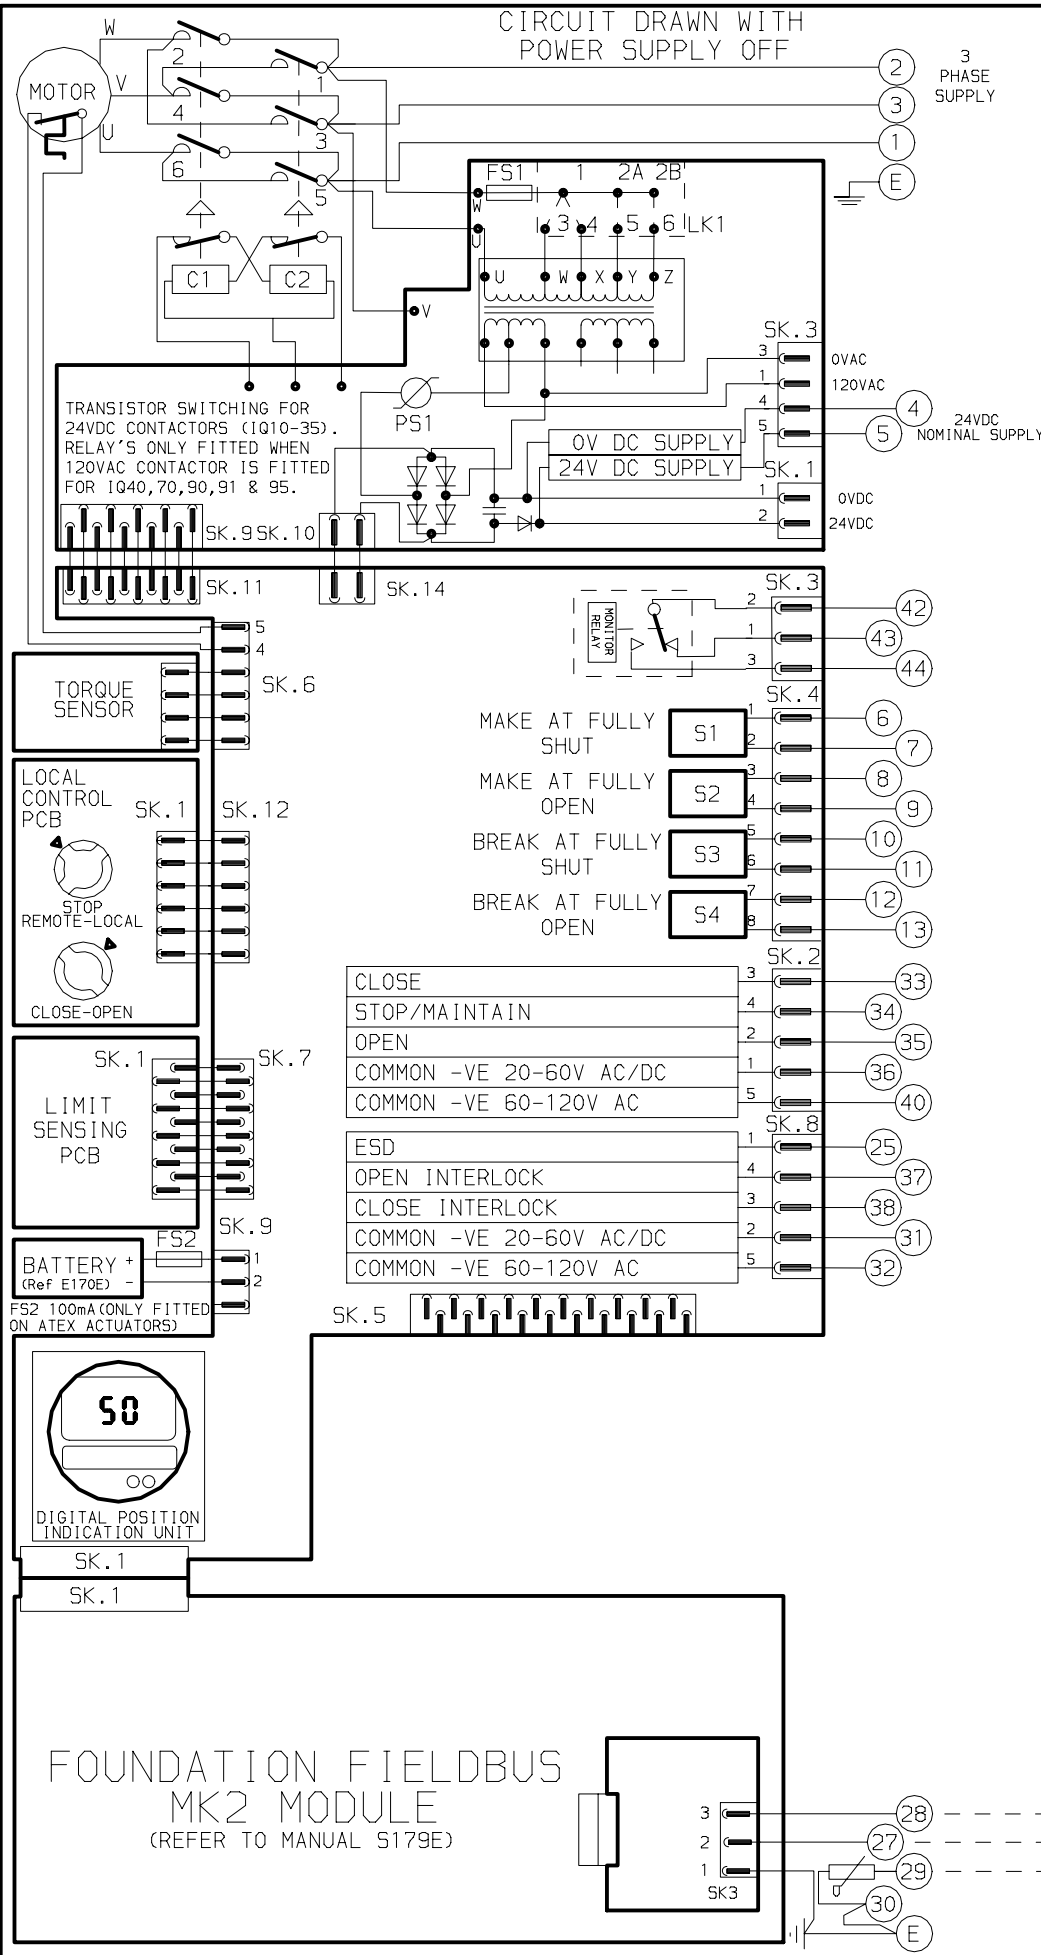 CIRCUIT DRAWN WITH
POWER SUPPLY OFF
W
2
1
2
3
PHASE
SUPPLY
MOTOR
V
4
3
3
U
6
5
1
E
FS1
1
2A
2B
W
U
3
4
5
6
LK1
C1
C2
U
W
X
Y
Z
V
SK.3
3
0VAC
1
120VAC
4
4
24VDC
NOMINAL SUPPLY
5
5
PS1
TRANSISTOR SWITCHING FOR
24VDC CONTACTORS (IQ10-35).
RELAY'S ONLY FITTED WHEN
120VAC CONTACTOR IS FITTED
FOR IQ40,70,90,91 & 95.
0V DC SUPPLY
24V DC SUPPLY
SK.1
1
0VDC
2
24VDC
SK.9
SK.10
SK.11
SK.14
SK.3
MONITOR
RELAY
2
42
1
43
3
44
5
4
SK.6
TORQUE
SENSOR
SK.4
MAKE AT FULLY
SHUT
S1
1
6
2
7
MAKE AT FULLY
OPEN
S2
3
8
4
9
BREAK AT FULLY
SHUT
S3
5
10
6
11
BREAK AT FULLY
OPEN
S4
7
12
8
13
LOCAL
CONTROL
PCB
SK.1
SK.12
STOP
REMOTE-LOCAL
CLOSE-OPEN
SK.2
CLOSE
3
33
STOP/MAINTAIN
4
34
OPEN
2
35
COMMON -VE 20-60V AC/DC
1
36
COMMON -VE 60-120V AC
5
40
SK.1
SK.7
LIMIT
SENSING
PCB
SK.8
ESD
1
25
OPEN INTERLOCK
4
37
CLOSE INTERLOCK
3
38
COMMON -VE 20-60V AC/DC
2
31
COMMON -VE 60-120V AC
5
32
SK.9
FS2
BATTERY +
(Ref E170E) -
1
2
FS2 100mA(ONLY FITTED
ON ATEX ACTUATORS)
SK.5
50
DIGITAL POSITION
INDICATION UNIT
SK.1
SK.1
FOUNDATION FIELDBUS
MK2 MODULE
(REFER TO MANUAL S179E)
3
28
2
27
1
29
SK3
U
30
E